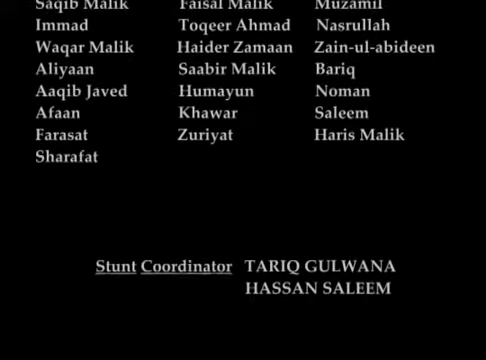 Saqib Malik Faisal Malik Muzamil
Immad Toqeer Ahmad Nasrullah
Waqar Malik Haider Zamaan Zain-ul-abideen
Aliyaan Saabir Malik Bariq
Aaqib Javed Humayun Noman
Afaan Khawar Saleem
Farasat Zuriyat Haris Malik
Sharafat
Stunt Coordinator TARIQ GULWANA
HASSAN SALEEM